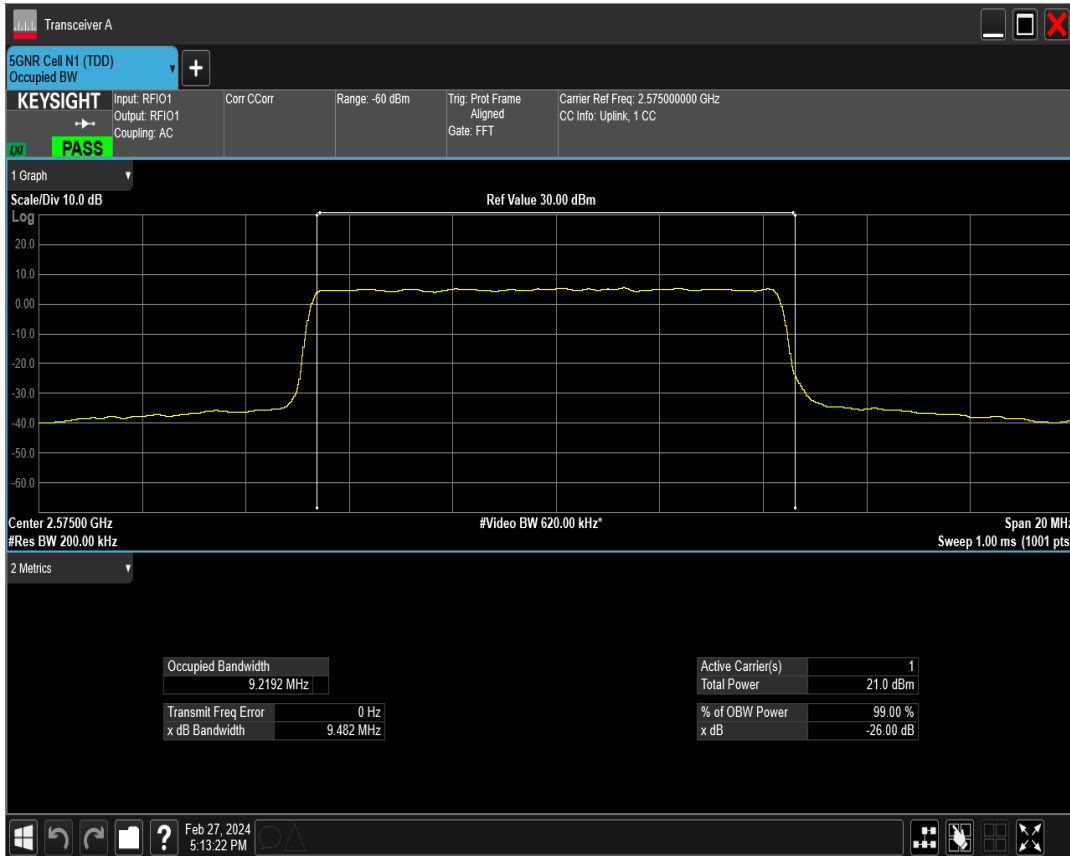 Transceiver A
5GNR Cell N1 (TDD)
Occupied BW
+
KEYSIGHT
LXI
PASS
Input: RFIO1
Output: RFIO1
Coupling: AC
Corr CCorr
Range: -60 dBm
Trig: Prot Frame
Aligned
Gate: FFT
Carrier Ref Freq: 2.575000000 GHz
CC Info: Uplink, 1 CC
1 Graph
Scale/Div 10.0 dB
Ref Value 30.00 dBm
Log
20.0
10.0
0.00
-10.0
-20.0
-30.0
-40.0
-50.0
-60.0
Center 2.57500 GHz
#Video BW 620.00 kHz*
Span 20 MHz
#Res BW 200.00 kHz
Sweep 1.00 ms (1001 pts
2 Metrics
Occupied Bandwidth
9.2192 MHz
Transmit Freq Error 0 Hz
x dB Bandwidth 9.482 MHz
Active Carrier(s) 1
Total Power 21.0 dBm
% of OBW Power 99.00 %
x dB -26.00 dB
?
Feb 27, 2024
5:13:22 PM